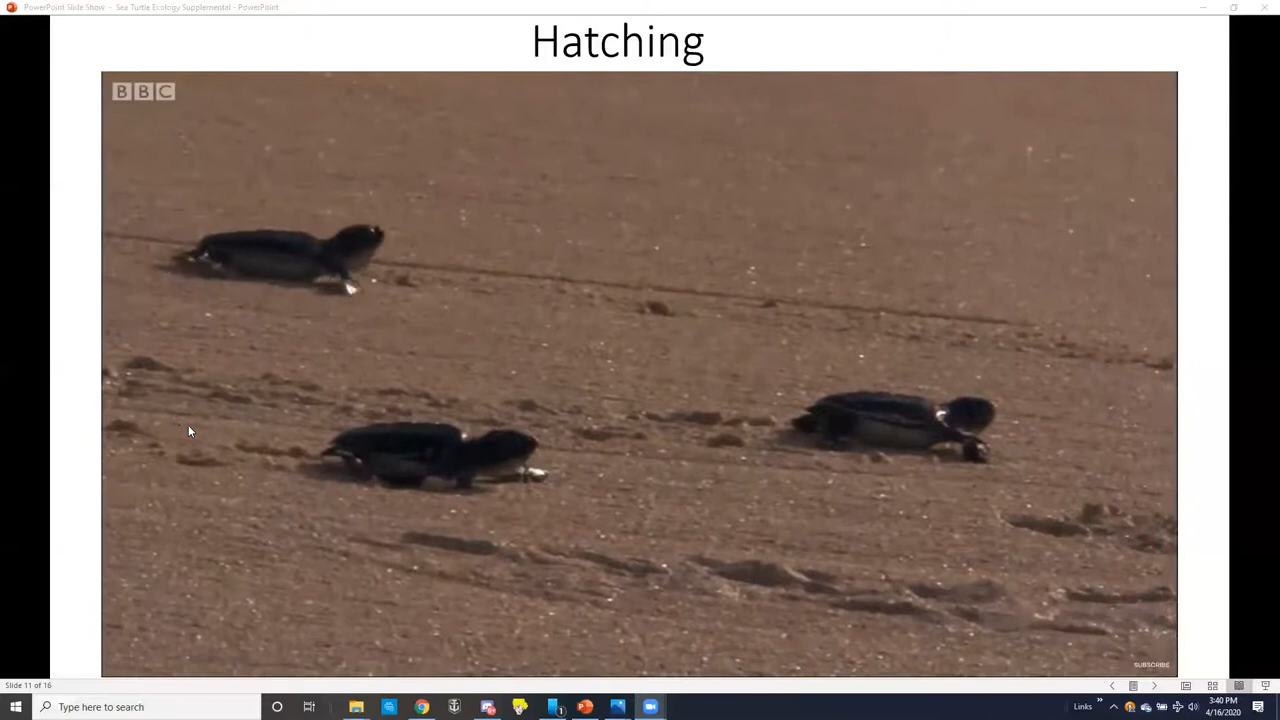 PowerPoint Slide Show - Sea Turtle Ecology Supplemental - PowerPoint
Hatching
BBC
SUBSCRIBE
Slide 11 of 16
Type here to search
Links
3:40 PM
4/16/2020